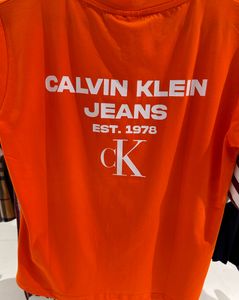 CALVIN KLEIN
JEANS
EST. 1978
CK